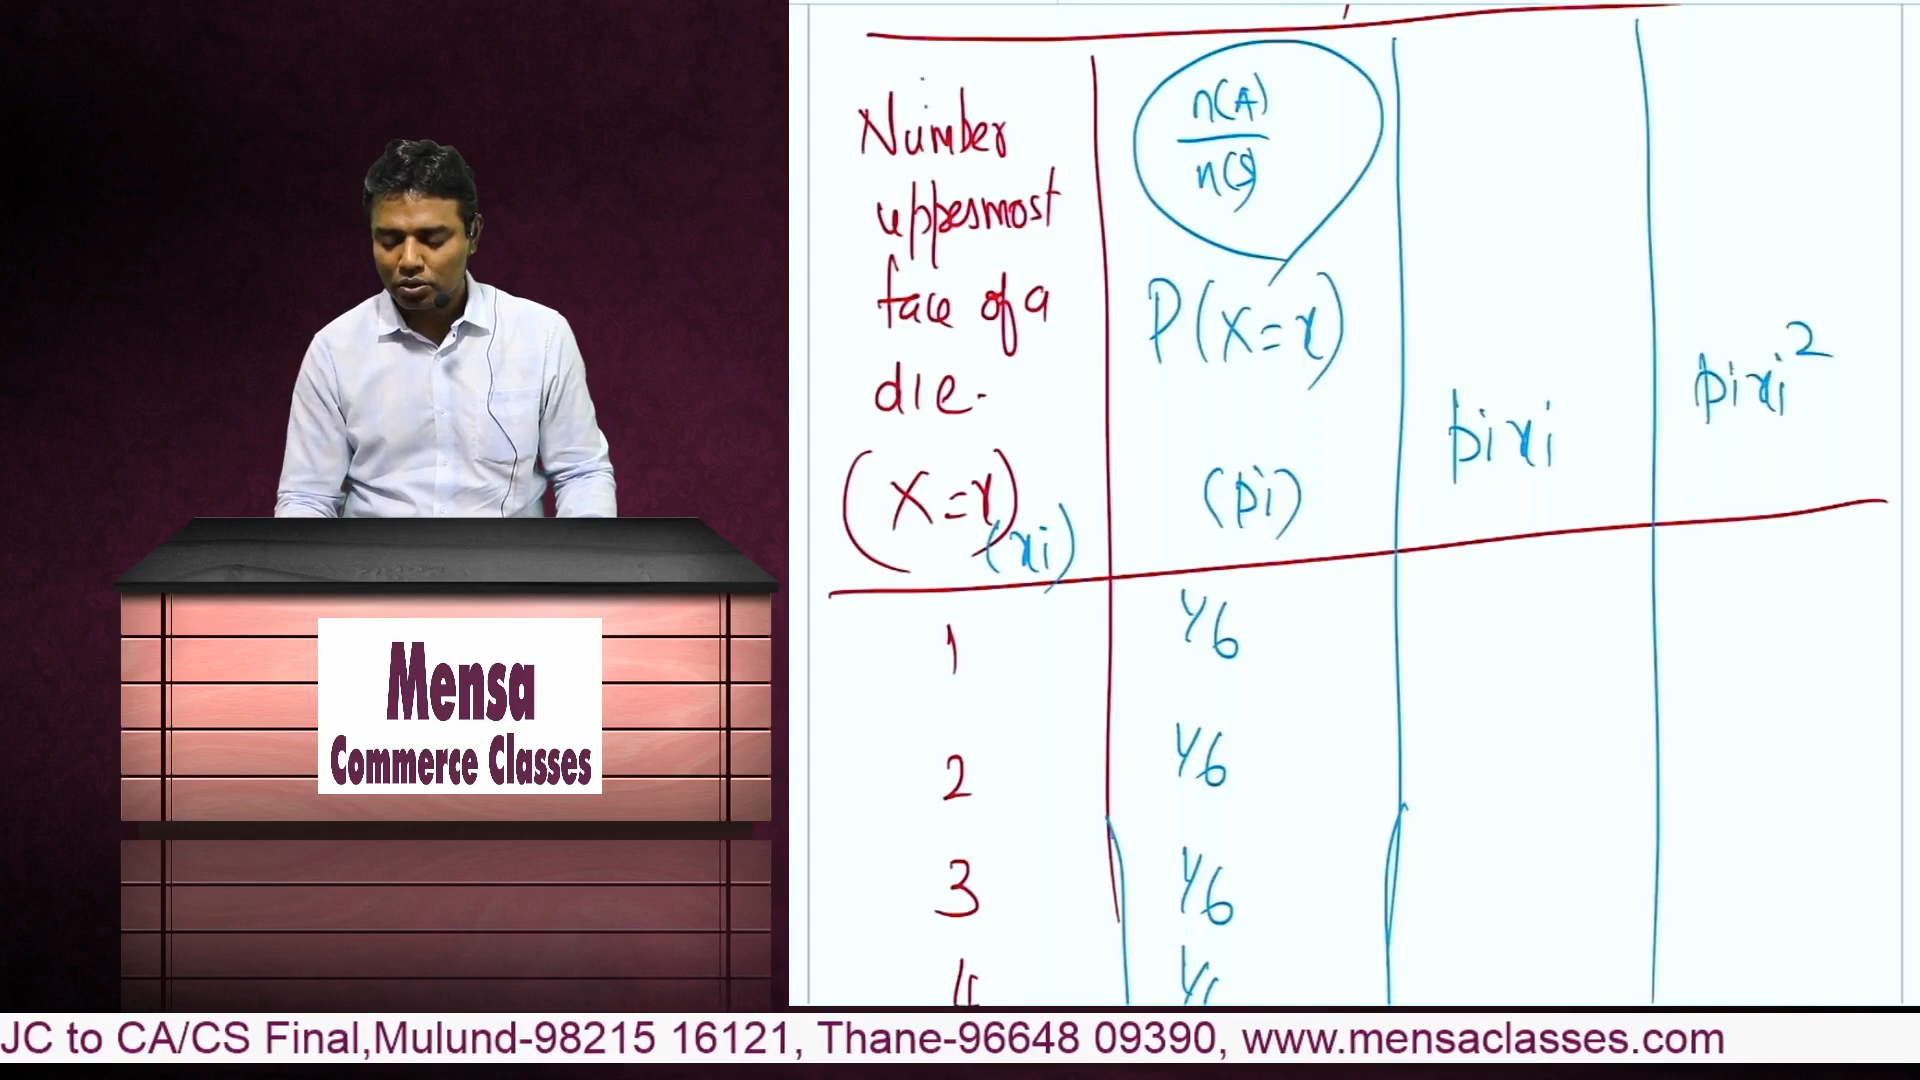 Mensa
Commerce Classes
Number
uppermost
face of a
die.
(X=x)
(xi)
n(A)
n(S)
P(X=x)
(pi)
pixi
pixi²
1
1/6
2
1/6
3
1/6
4
JC to CA/CS Final,Mulund-98215 16121, Thane-96648 09390, www.mensaclasses.com